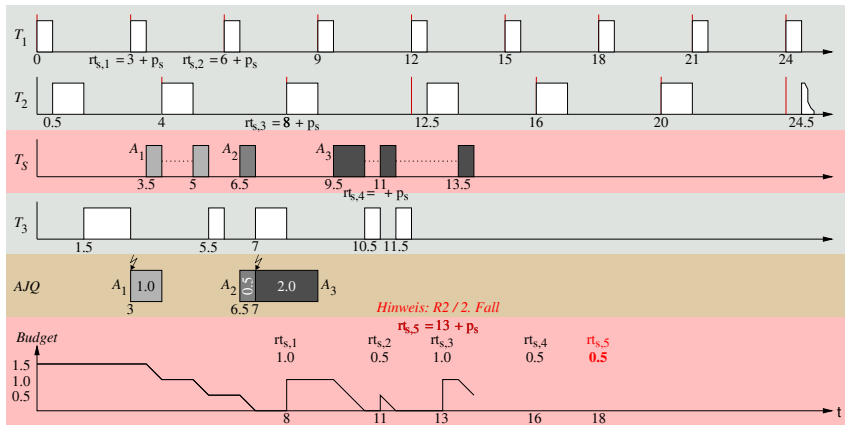 T1
0 3 6 9 12 15 18 21 24
rts,1 = 3 + ps rts,2 = 6 + ps
T2
0.5 4 8 12.5 16 20 24.5
rts,3 = 8 + ps
TS A1 A2 A3
3.5 5 6.5 9.5 11 13.5
rts,4 = + ps
T3
1.5 5.5 7 10.5 11.5
AJQ A1 1.0 A2 0.5 2.0 A3
3 6.5 7
Hinweis: R2 / 2. Fall
rts,5 = 13 + ps
Budget rts,1 rts,2 rts,3 rts,4 rts,5
1.0 0.5 1.0 0.5 0.5
1.5
1.0
0.5
t
8 11 13 16 18